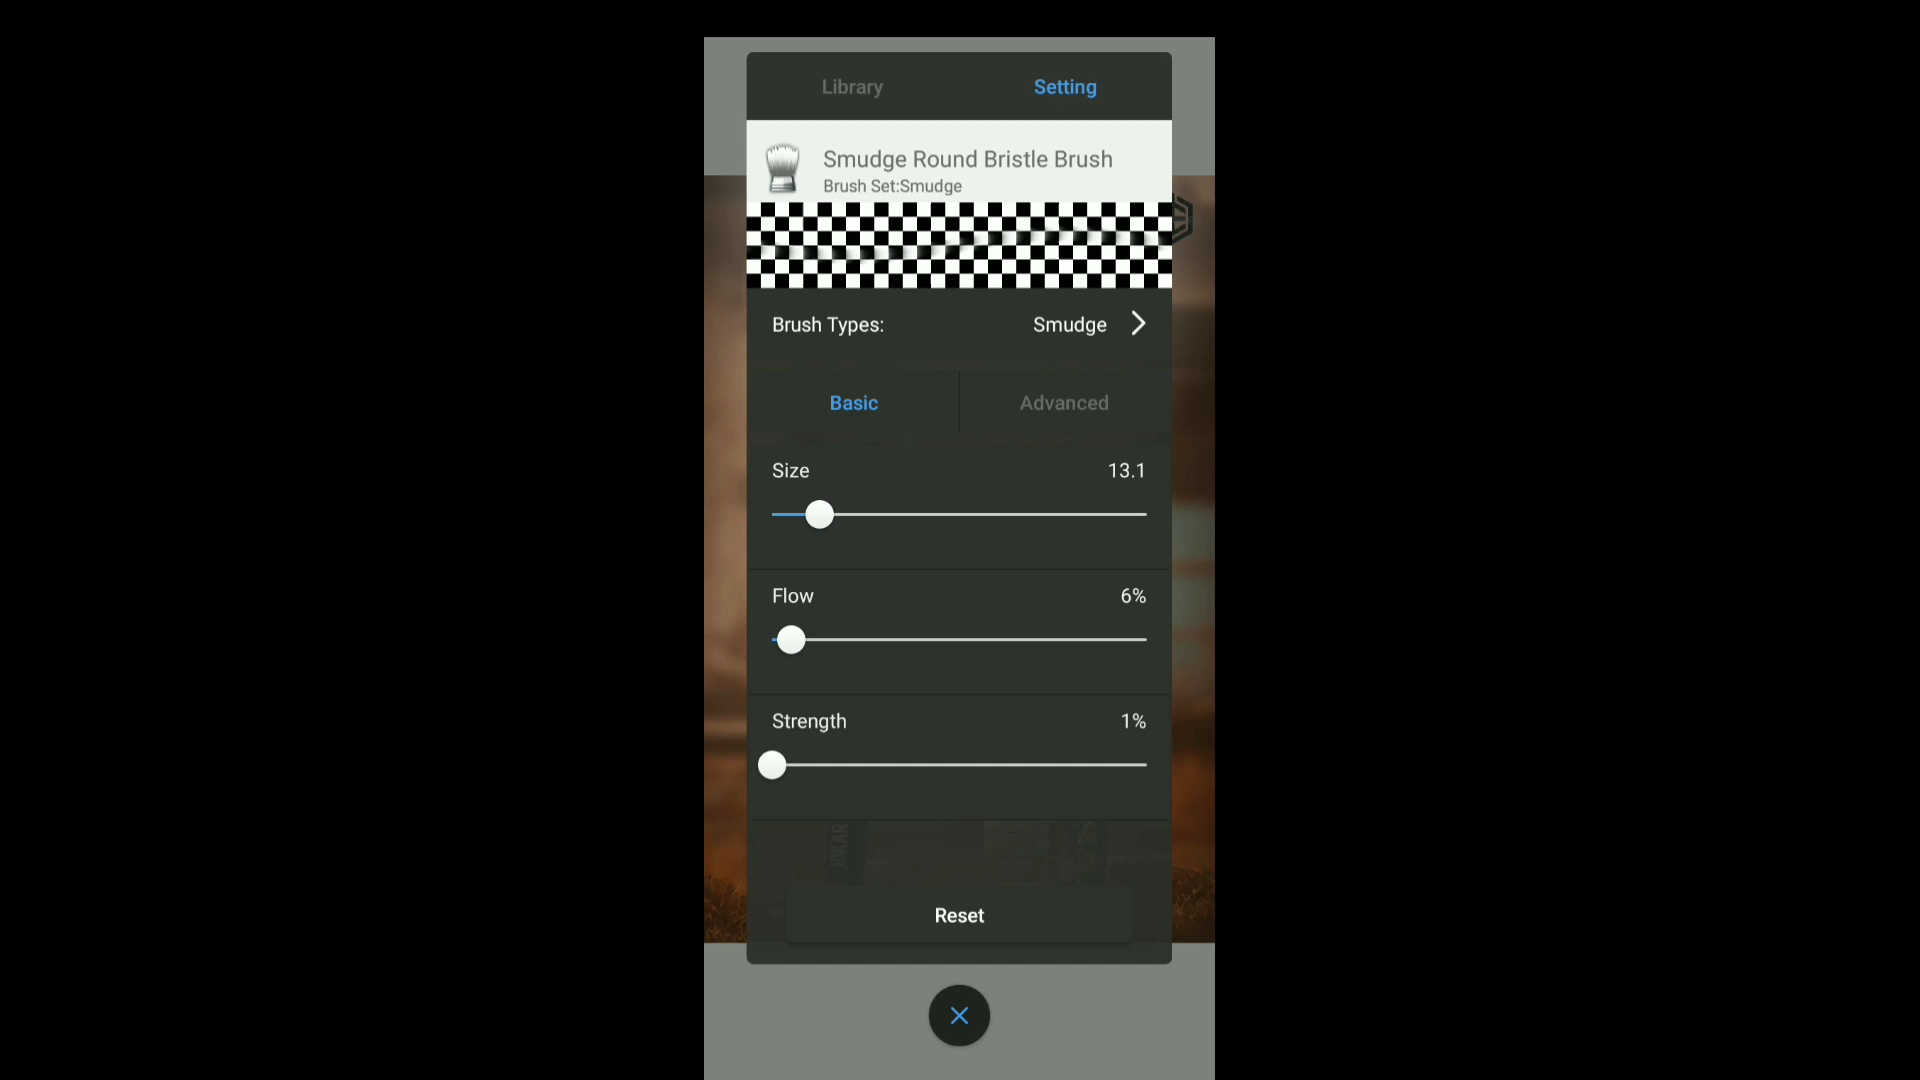 Library
Setting
Smudge Round Bristle Brush
Brush Set:Smudge
Brush Types:
Smudge
Basic
Advanced
Size
13.1
Flow
6%
Strength
1%
JOKAR
Reset